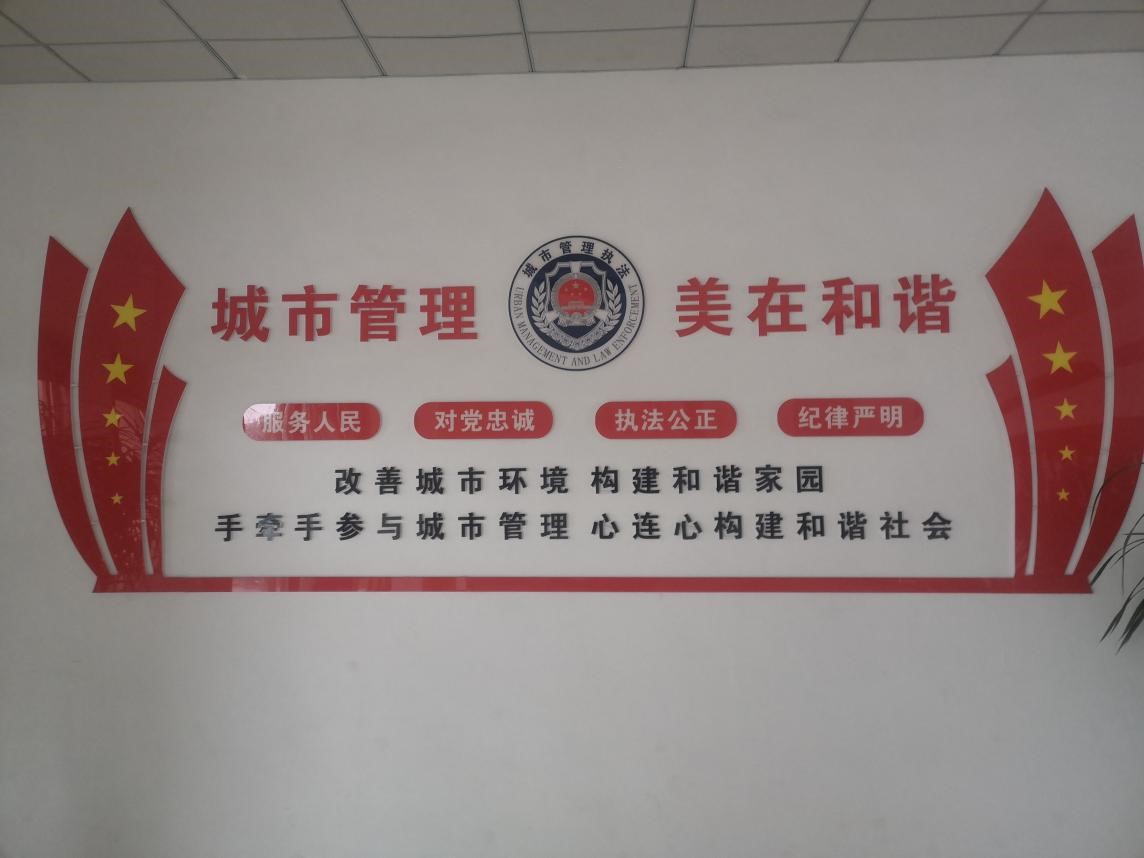 城市管理 美在和谐
城市管理执法
URBAN MANAGEMENT AND LAW ENFORCEMENT
服务人民 对党忠诚 执法公正 纪律严明
改善城市环境 构建和谐家园
手牵手参与城市管理 心连心构建和谐社会